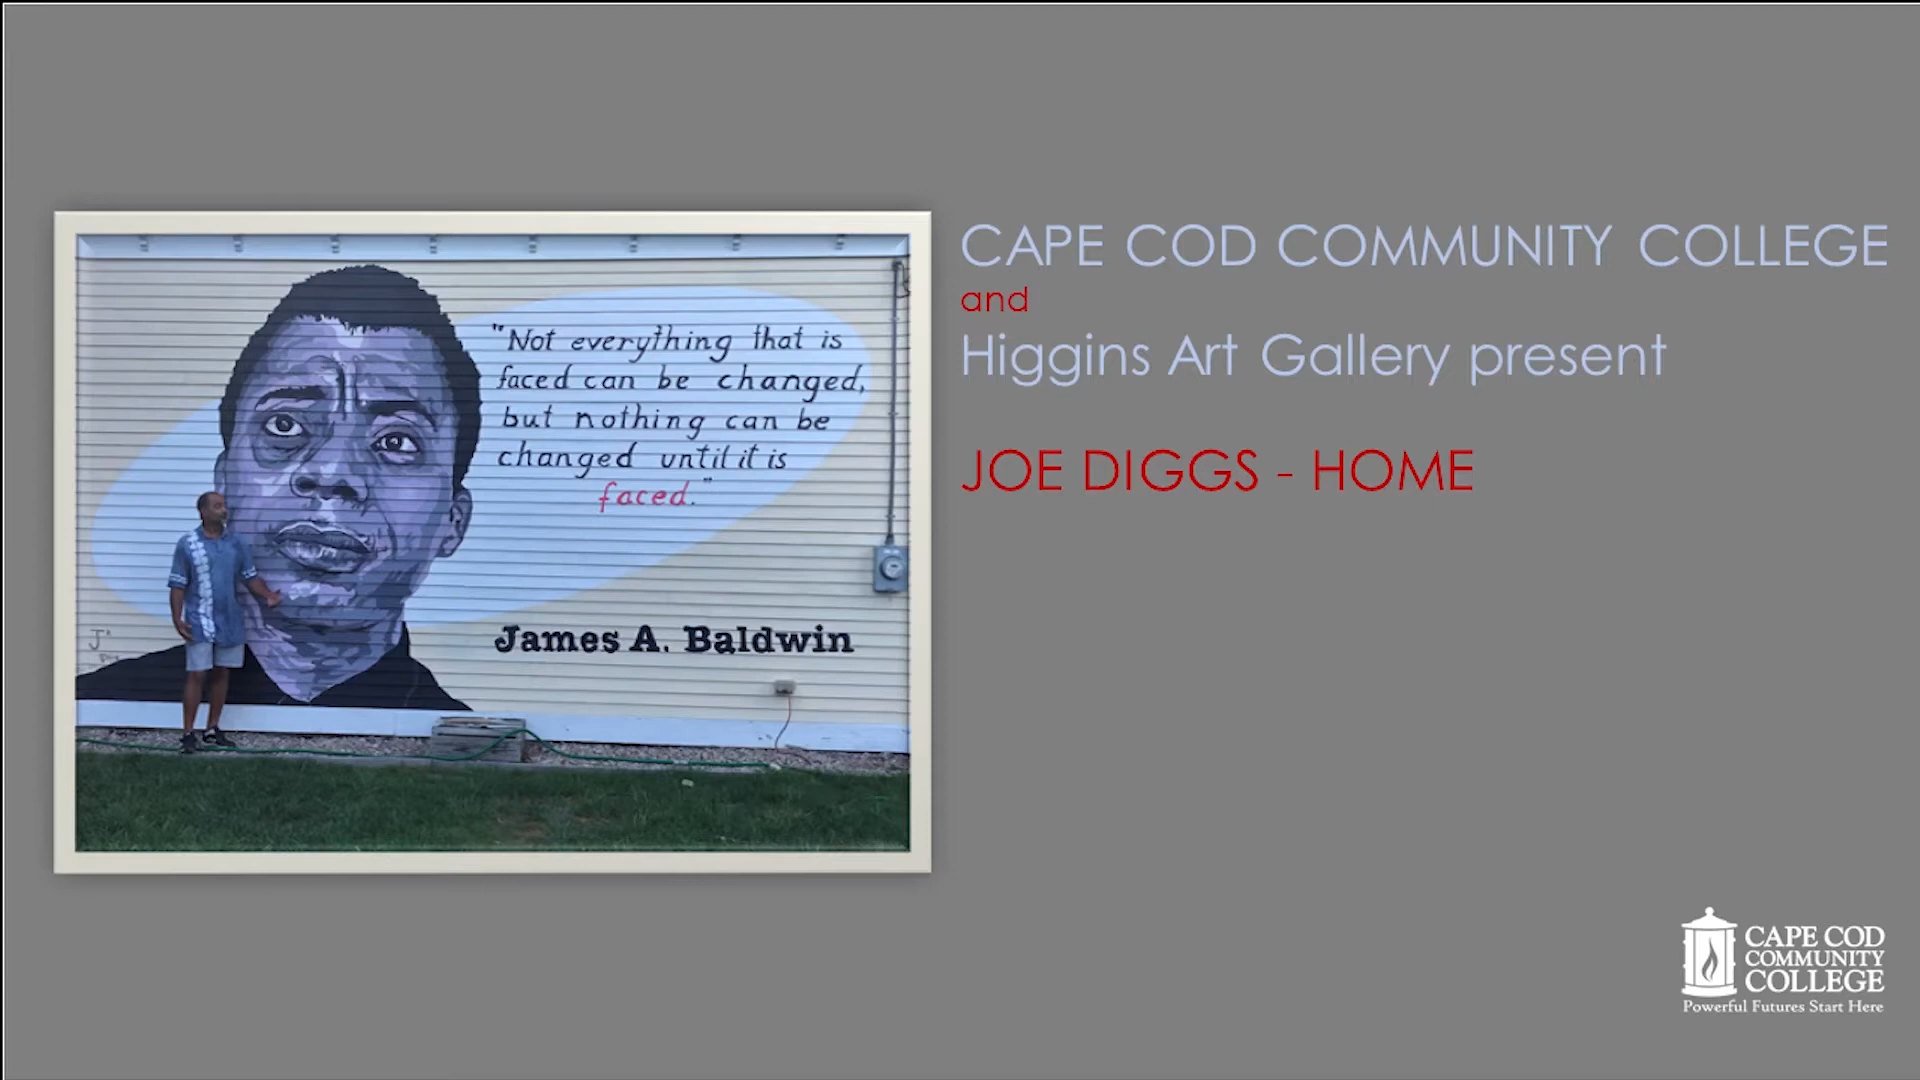 "Not everything that is
faced can be changed,
but nothing can be
changed until it is
faced."
James A. Baldwin
CAPE COD COMMUNITY COLLEGE
and
Higgins Art Gallery present
JOE DIGGS - HOME
CAPE COD
COMMUNITY
COLLEGE
Powerful Futures Start Here